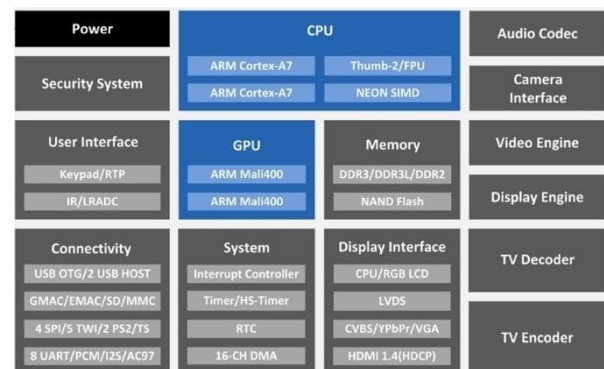 Power
CPU
ARM Cortex-A7
Thumb-2/FPU
ARM Cortex-A7
NEON SIMD
Audio Codec
Security System
Camera
Interface
User Interface
Keypad/RTP
IR/LRADC
GPU
ARM Mali400
ARM Mali400
Memory
DDR3/DDR3L/DDR2
NAND Flash
Video Engine
Display Engine
Connectivity
USB OTG/2 USB HOST
GMAC/EMAC/SD/MMC
4 SPI/5 TWI/2 PS2/TS
8 UART/PCM/I2S/AC97
System
Interrupt Controller
Timer/HS-Timer
RTC
16-CH DMA
Display Interface
CPU/RGB LCD
LVDS
CVBS/YPbPr/VGA
HDMI 1.4(HDCP)
TV Decoder
TV Encoder